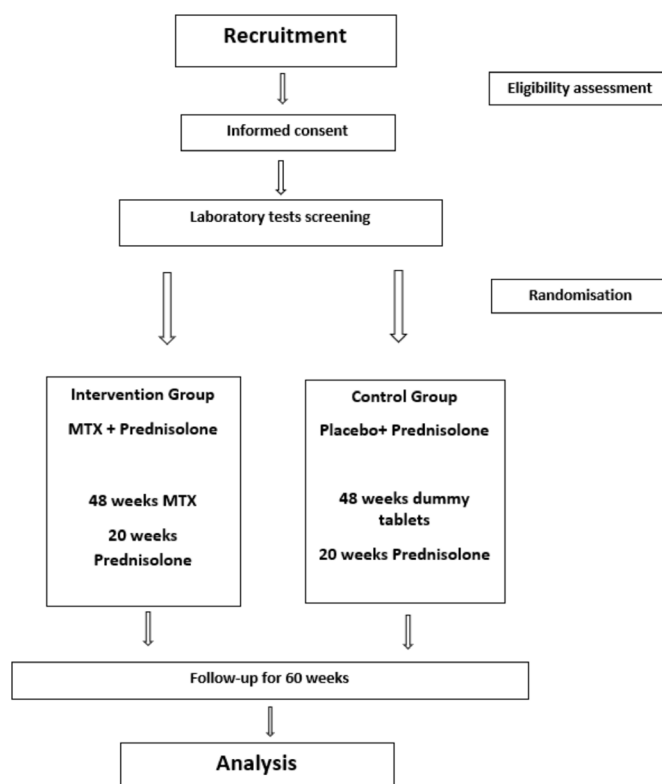 Recruitment
Eligibility assessment
Informed consent
Laboratory tests screening
Randomisation
Intervention Group
MTX + Prednisolone
48 weeks MTX
20 weeks
Prednisolone
Control Group
Placebo+ Prednisolone
48 weeks dummy
tablets
20 weeks Prednisolone
Follow-up for 60 weeks
Analysis